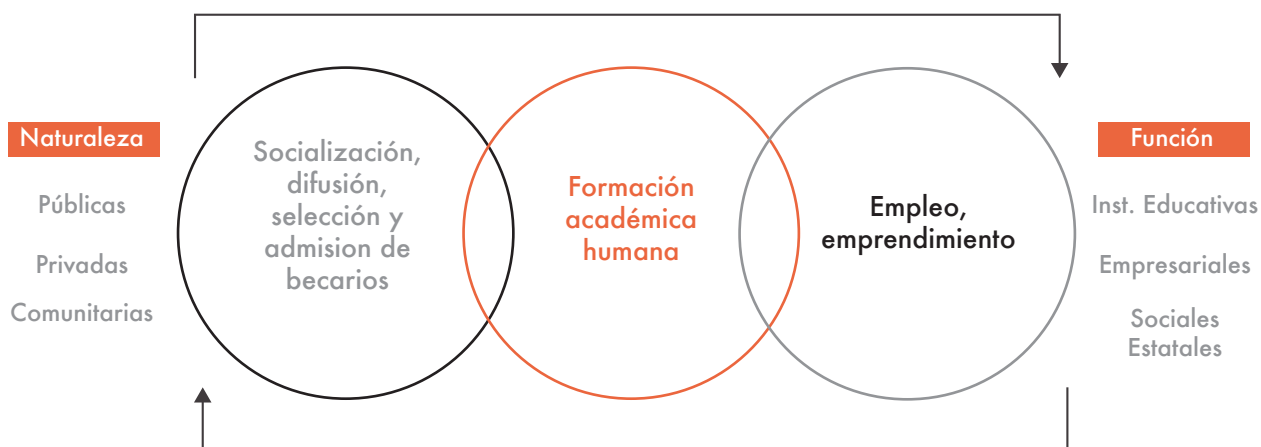 Naturaleza
Públicas
Privadas
Comunitarias
Socialización,
difusión,
selección y
admision de
becarios
Formación
académica
humana
Empleo,
emprendimiento
Función
Inst. Educativas
Empresariales
Sociales
Estatales